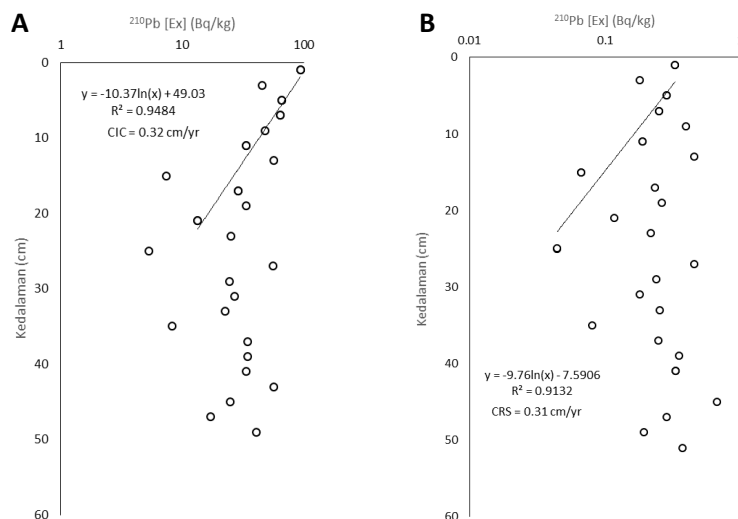 A
²¹⁰Pb [Ex] (Bq/kg)
1 10 100
0
10
20
30
40
50
60
Kedalaman (cm)
y = -10.37ln(x) + 49.03
R² = 0.9484
CIC = 0.32 cm/yr
B
²¹⁰Pb [Ex] (Bq/kg)
0.01 0.1
0
10
20
30
40
50
60
Kedalaman (cm)
y = -9.76ln(x) - 7.5906
R² = 0.9132
CRS = 0.31 cm/yr